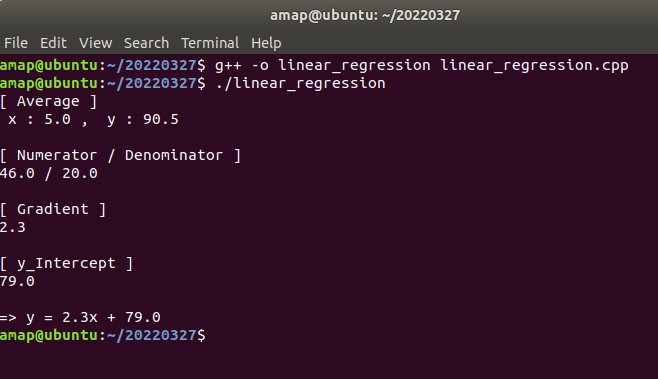 amap@ubuntu: ~/20220327
File Edit View Search Terminal Help
amap@ubuntu:~/20220327$ g++ -o linear_regression linear_regression.cpp
amap@ubuntu:~/20220327$ ./linear_regression
[ Average ]
 x : 5.0 ,  y : 90.5
[ Numerator / Denominator ]
46.0 / 20.0
[ Gradient ]
2.3
[ y_Intercept ]
79.0
=> y = 2.3x + 79.0
amap@ubuntu:~/20220327$